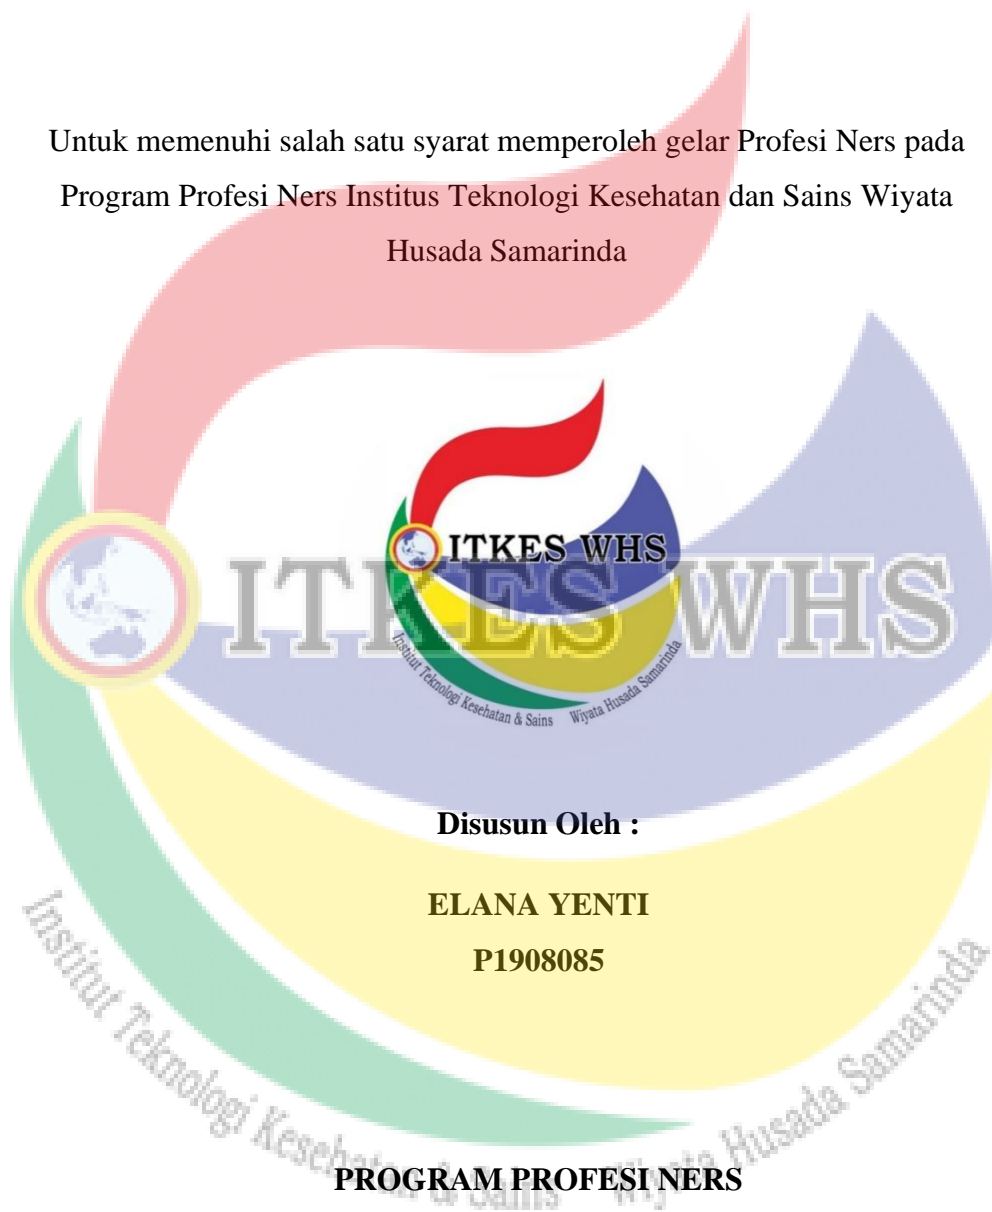 Untuk memenuhi salah satu syarat memperoleh gelar Profesi Ners pada
Program Profesi Ners Institus Teknologi Kesehatan dan Sains Wiyata
Husada Samarinda
ITKES WHS
Institut Teknologi Kesehatan & Sains Wiyata Husada Samarinda
ITKES WHS
Disusun Oleh :
ELANA YENTI
P1908085
Institut Teknologi Kesehatan & Sains Wiyata Husada Samarinda
PROGRAM PROFESI NERS